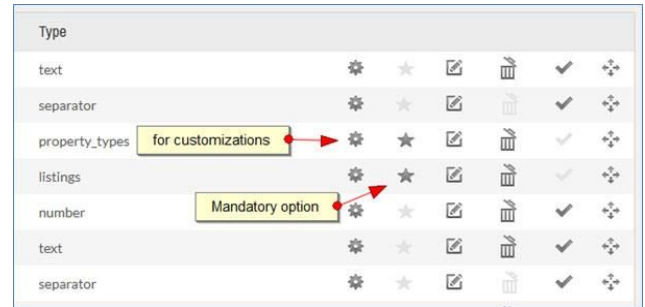 Type
text
separator
property_types
for customizations
listings
Mandatory option
number
text
separator